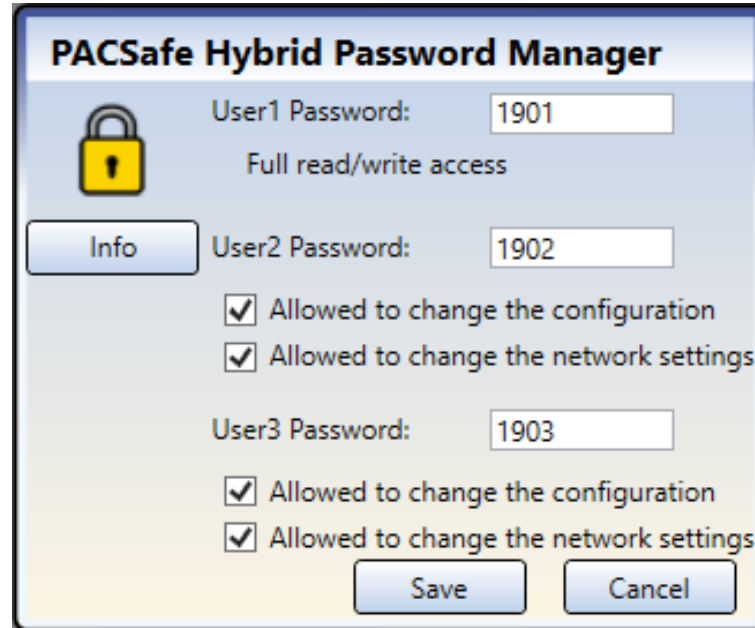 PACSafe Hybrid Password Manager
User1 Password: 1901
Full read/write access
Info
User2 Password: 1902
Allowed to change the configuration
Allowed to change the network settings
User3 Password: 1903
Allowed to change the configuration
Allowed to change the network settings
Save Cancel